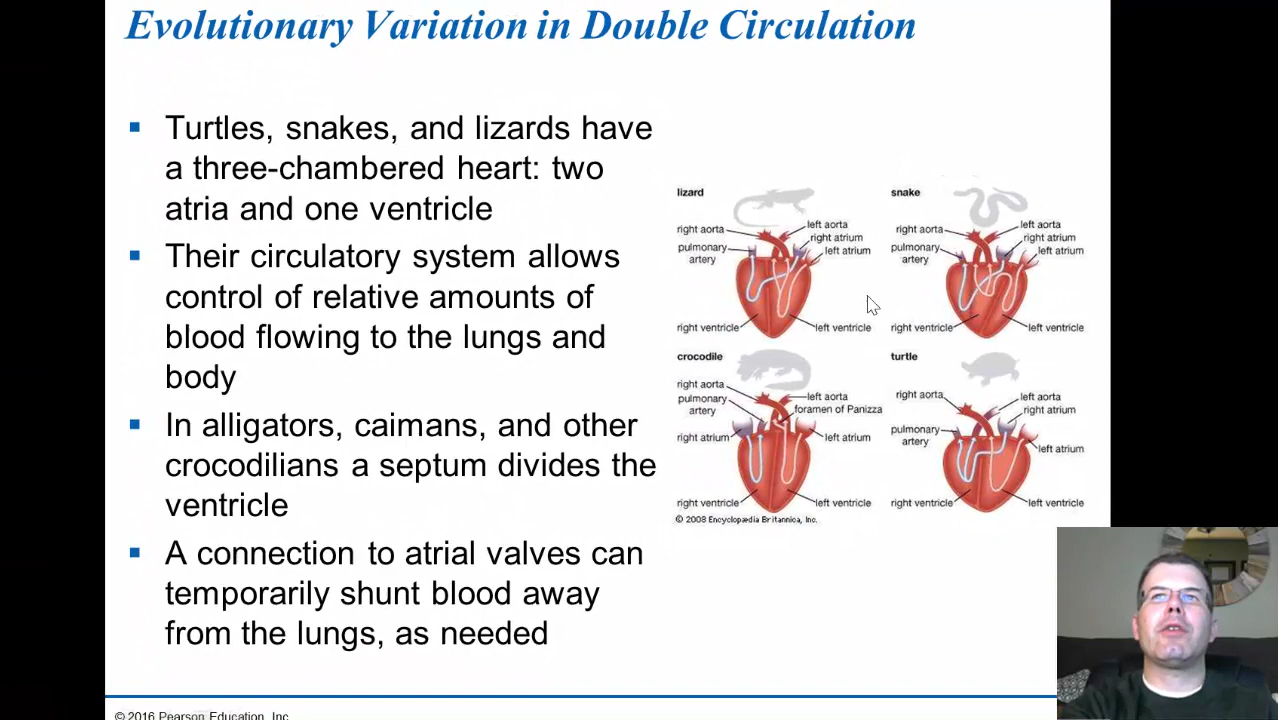 Evolutionary Variation in Double Circulation
▪ Turtles, snakes, and lizards have
a three-chambered heart: two
atria and one ventricle
▪ Their circulatory system allows
control of relative amounts of
blood flowing to the lungs and
body
▪ In alligators, caimans, and other
crocodilians a septum divides the
ventricle
▪ A connection to atrial valves can
temporarily shunt blood away
from the lungs, as needed
lizard
right aorta
left aorta
right atrium
pulmonary
artery
left atrium
right ventricle
left ventricle
snake
right aorta
left aorta
right atrium
pulmonary
artery
left atrium
right ventricle
left ventricle
crocodile
right aorta
left aorta
pulmonary
artery
foramen of Panizza
right atrium
left atrium
right ventricle
left ventricle
turtle
right aorta
left aorta
right atrium
pulmonary
artery
left atrium
right ventricle
left ventricle
© 2008 Encyclopædia Britannica, Inc.
© 2016 Pearson Education, Inc.